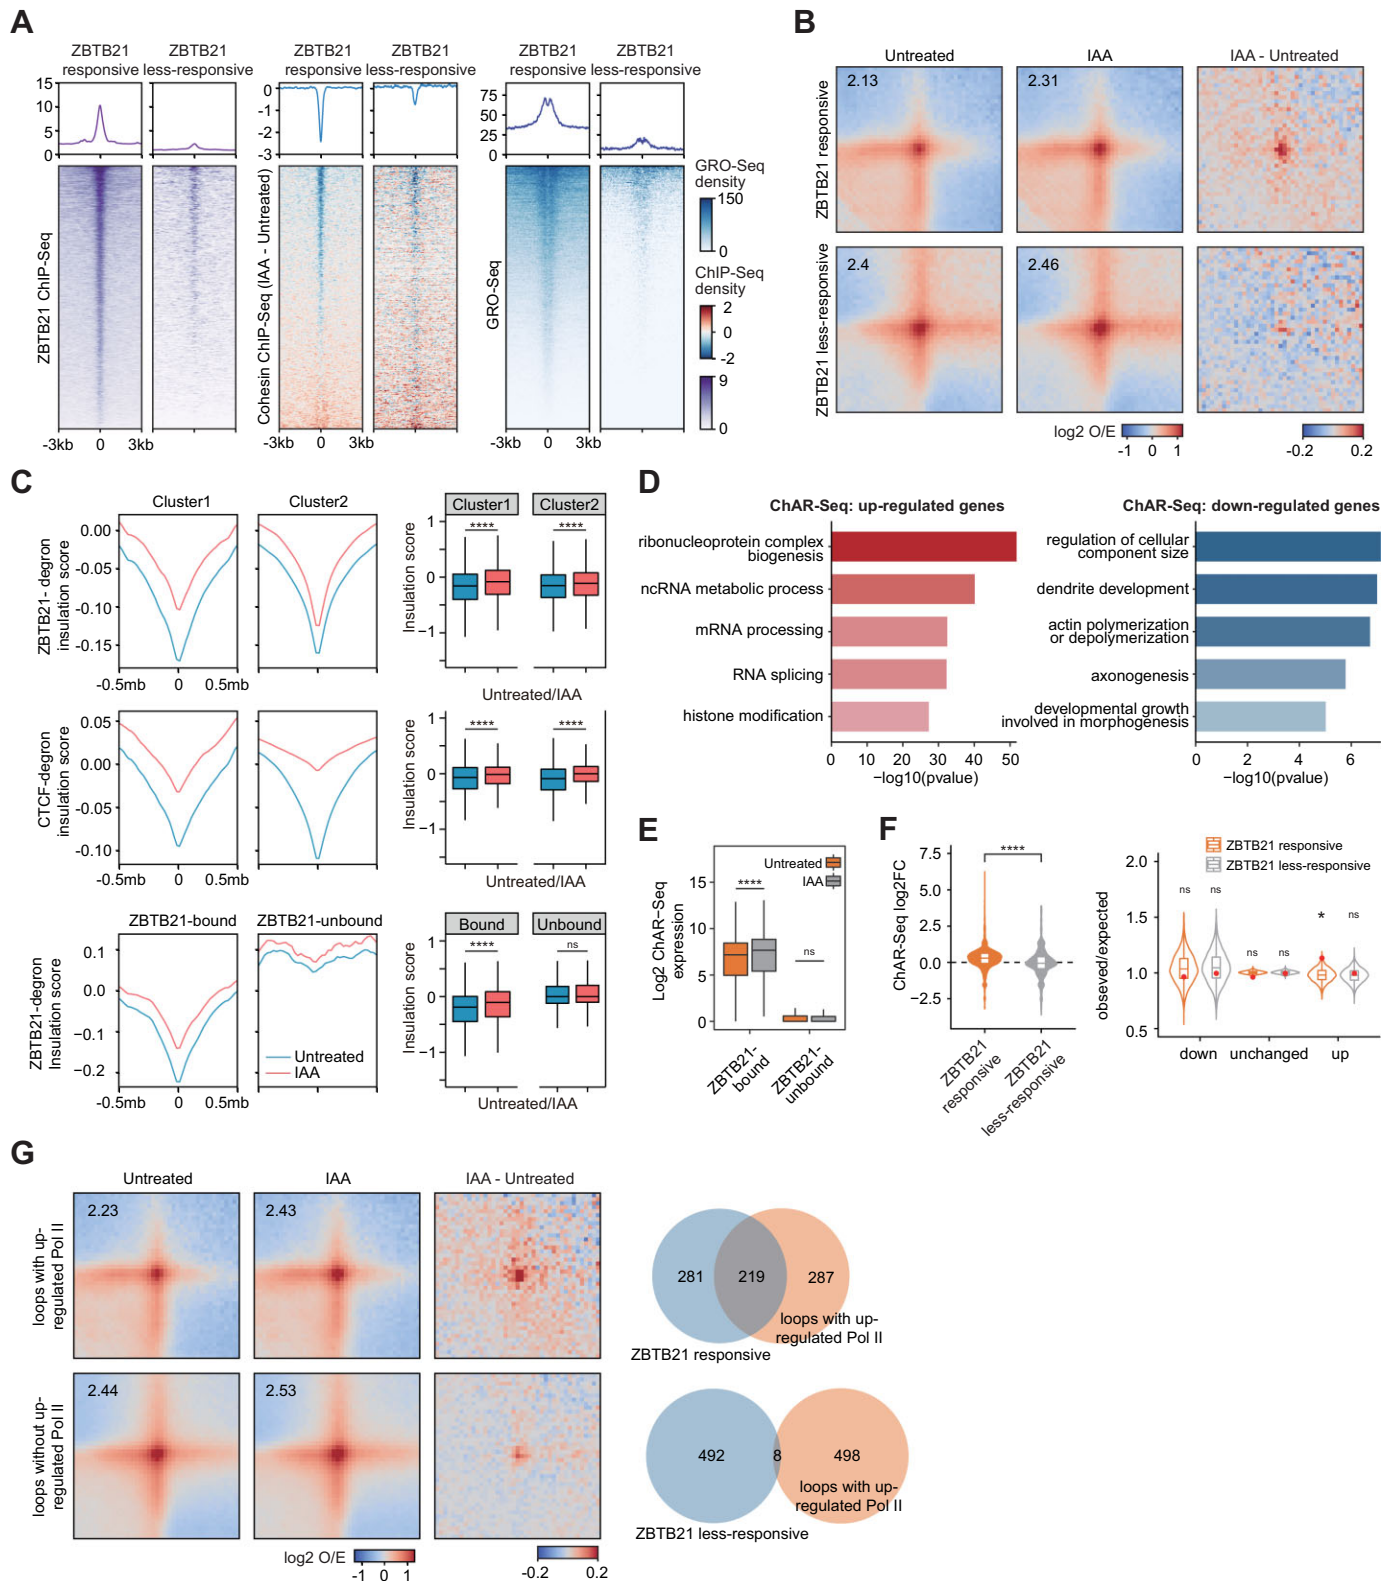 A
ZBTB21 responsive
ZBTB21 less-responsive
ZBTB21 responsive
ZBTB21 less-responsive
ZBTB21 responsive
ZBTB21 less-responsive
15
10
5
0
0
-1
-2
-3
75
50
25
0
ZBTB21 ChIP-Seq
Cohesin ChIP-Seq (IAA - Untreated)
GRO-Seq
-3kb 0 3kb
-3kb 0 3kb
-3kb 0 3kb
GRO-Seq density
150
0
ChIP-Seq density
2
0
-2
9
0
B
Untreated
IAA
IAA - Untreated
ZBTB21 responsive
2.13
2.31
ZBTB21 less-responsive
2.4
2.46
log2 O/E
-1 0 1
-0.2 0.2
C
Cluster1
Cluster2
ZBTB21- degron
insulation score
0.00
-0.05
-0.10
-0.15
-0.5mb 0 0.5mb
Cluster1
Cluster2
Insulation score
1
0
−1
****
****
Untreated/IAA
CTCF-degron
insulation score
0.05
0.00
-0.05
-0.10
Insulation score
1
0
−1
****
****
Untreated/IAA
ZBTB21-bound
ZBTB21-unbound
ZBTB21-degron
Insulation score
0.1
0.0
−0.1
−0.2
Untreated
IAA
-0.5mb 0 0.5mb
Bound
Unbound
Insulation score
1
0
−1
****
ns
Untreated/IAA
D
ChAR-Seq: up-regulated genes
ribonucleoprotein complex
biogenesis
ncRNA metabolic process
mRNA processing
RNA splicing
histone modification
0 10 20 30 40 50
−log10(pvalue)
ChAR-Seq: down-regulated genes
regulation of cellular
component size
dendrite development
actin polymerization
or depolymerization
axonogenesis
developmental growth
involved in morphogenesis
0 2 4 6
−log10(pvalue)
E
Log2 ChAR−Seq
expression
15
10
5
0
Untreated
IAA
****
ns
ZBTB21-
bound
ZBTB21-
unbound
F
ChAR-Seq log2FC
7.5
5.0
2.5
0.0
−2.5
****
ZBTB21
responsive
ZBTB21
less-responsive
ZBTB21 responsive
ZBTB21 less-responsive
obseved/expected
2.0
1.5
1.0
0.5
ns
ns
ns
ns
*
ns
down unchanged up
G
Untreated
IAA
IAA - Untreated
loops with up-
regulated Pol II
2.23
2.43
loops without up-
regulated Pol II
2.44
2.53
log2 O/E
-1 0 1
-0.2 0.2
281
219
287
loops with up-
regulated Pol II
ZBTB21 responsive
492
8
498
loops with up-
regulated Pol II
ZBTB21 less-responsive